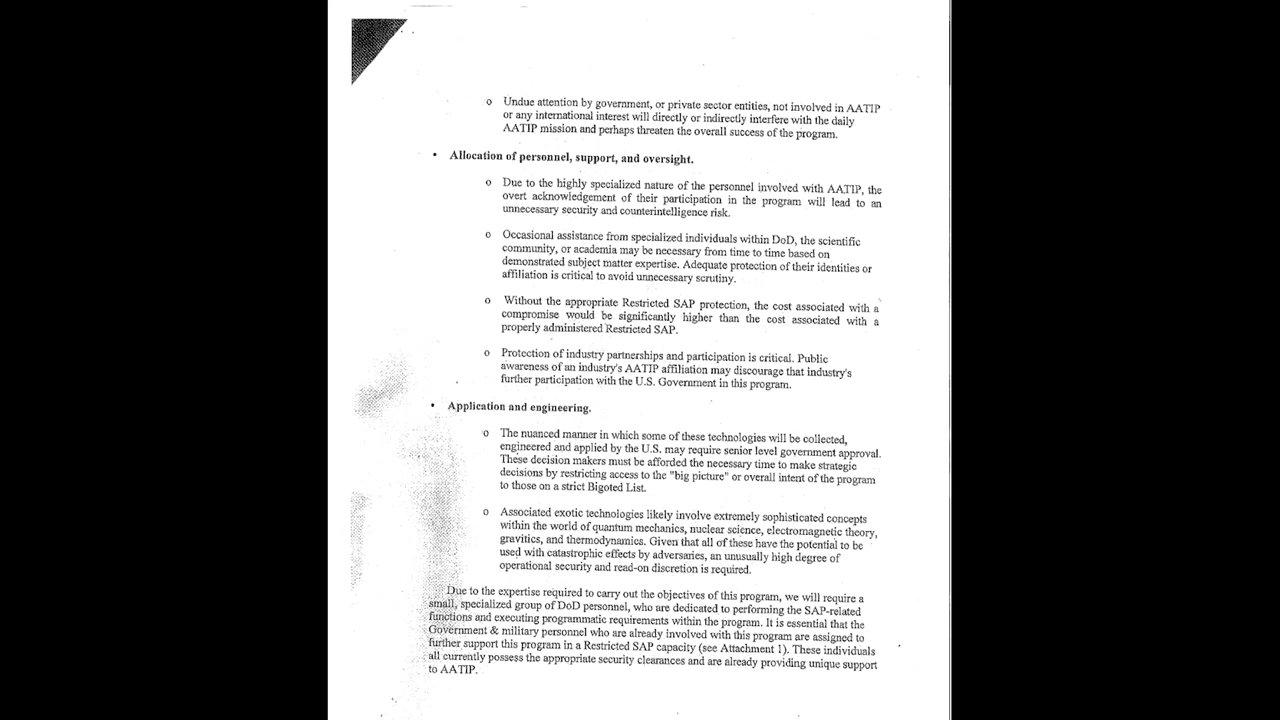 o Undue attention by government, or private sector entities, not involved in AATIP
or any international interest will directly or indirectly interfere with the daily
AATIP mission and perhaps threaten the overall success of the program.
• Allocation of personnel, support, and oversight.
o Due to the highly specialized nature of the personnel involved with AATIP, the
overt acknowledgement of their participation in the program will lead to an
unnecessary security and counterintelligence risk.
o Occasional assistance from specialized individuals within DoD, the scientific
community, or academia may be necessary from time to time based on
demonstrated subject matter expertise. Adequate protection of their identities or
affiliation is critical to avoid unnecessary scrutiny.
o Without the appropriate Restricted SAP protection, the cost associated with a
compromise would be significantly higher than the cost associated with a
properly administered Restricted SAP.
o Protection of industry partnerships and participation is critical. Public
awareness of an industry's AATIP affiliation may discourage that industry's
further participation with the U.S. Government in this program.
• Application and engineering.
o The nuanced manner in which some of these technologies will be collected,
engineered and applied by the U.S. may require senior level government approval.
These decision makers must be afforded the necessary time to make strategic
decisions by restricting access to the "big picture" or overall intent of the program
to those on a strict Bigoted List.
o Associated exotic technologies likely involve extremely sophisticated concepts
within the world of quantum mechanics, nuclear science, electromagnetic theory,
gravitics, and thermodynamics. Given that all of these have the potential to be
used with catastrophic effects by adversaries, an unusually high degree of
operational security and read-on discretion is required.
Due to the expertise required to carry out the objectives of this program, we will require a
small, specialized group of DoD personnel, who are dedicated to performing the SAP-related
functions and executing programmatic requirements within the program. It is essential that the
Government & military personnel who are already involved with this program are assigned to
further support this program in a Restricted SAP capacity (see Attachment 1). These individuals
all currently possess the appropriate security clearances and are already providing unique support
to AATIP.